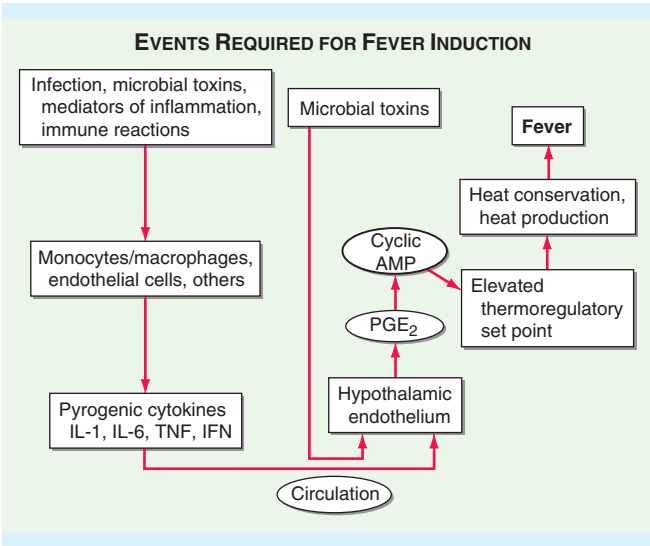 EVENTS REQUIRED FOR FEVER INDUCTION
Infection, microbial toxins,
mediators of inflammation,
immune reactions
Microbial toxins
Fever
Heat conservation,
heat production
Monocytes/macrophages,
endothelial cells, others
Cyclic
AMP
Elevated
thermoregulatory
set point
PGE₂
Pyrogenic cytokines
IL-1, IL-6, TNF, IFN
Hypothalamic
endothelium
Circulation